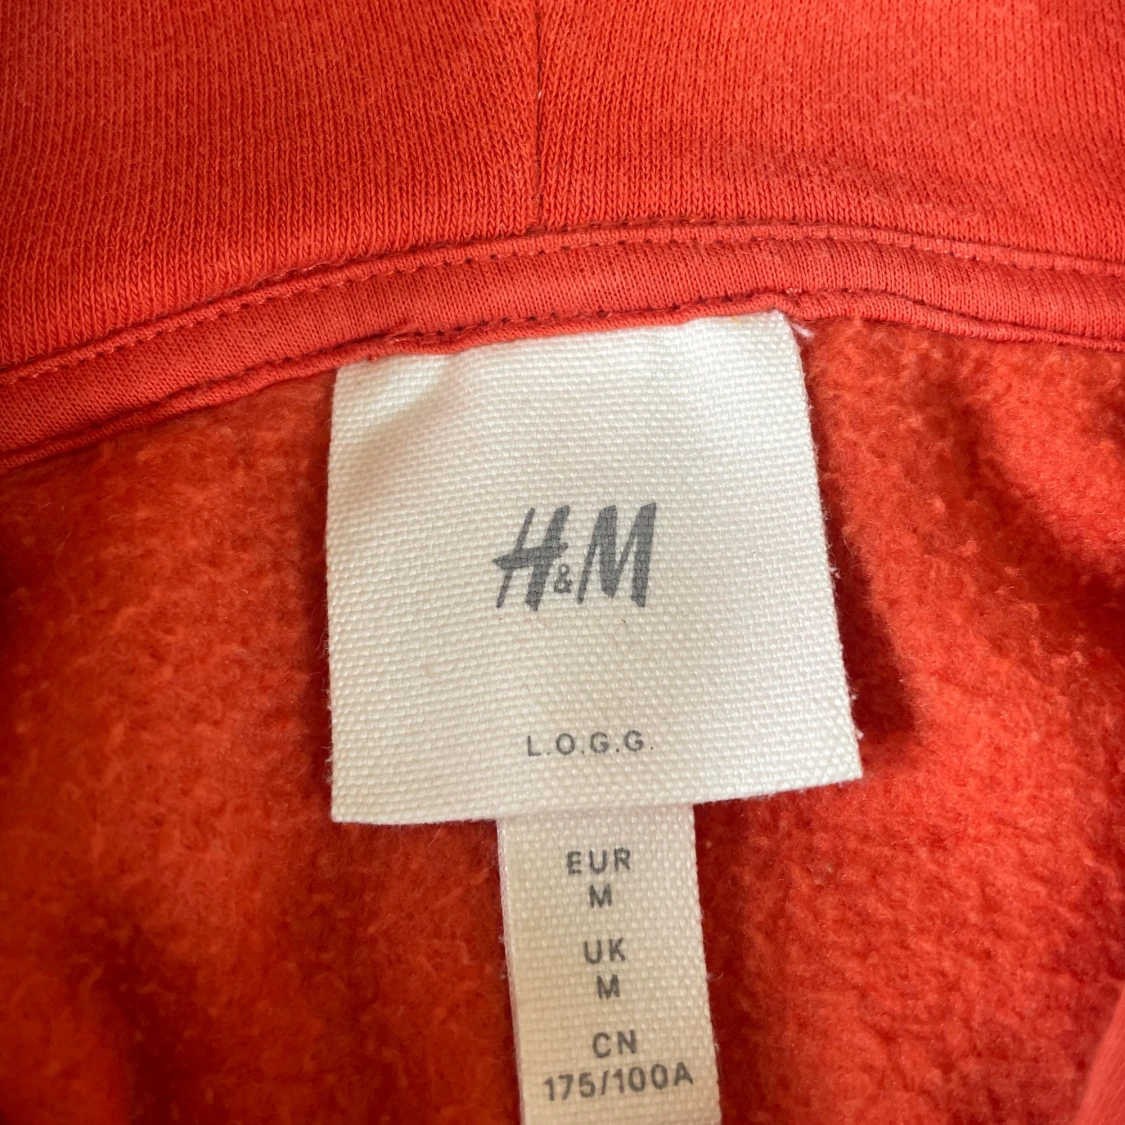 H&M
L.O.G.G.
EUR
M
UK
M
CN
175/100A